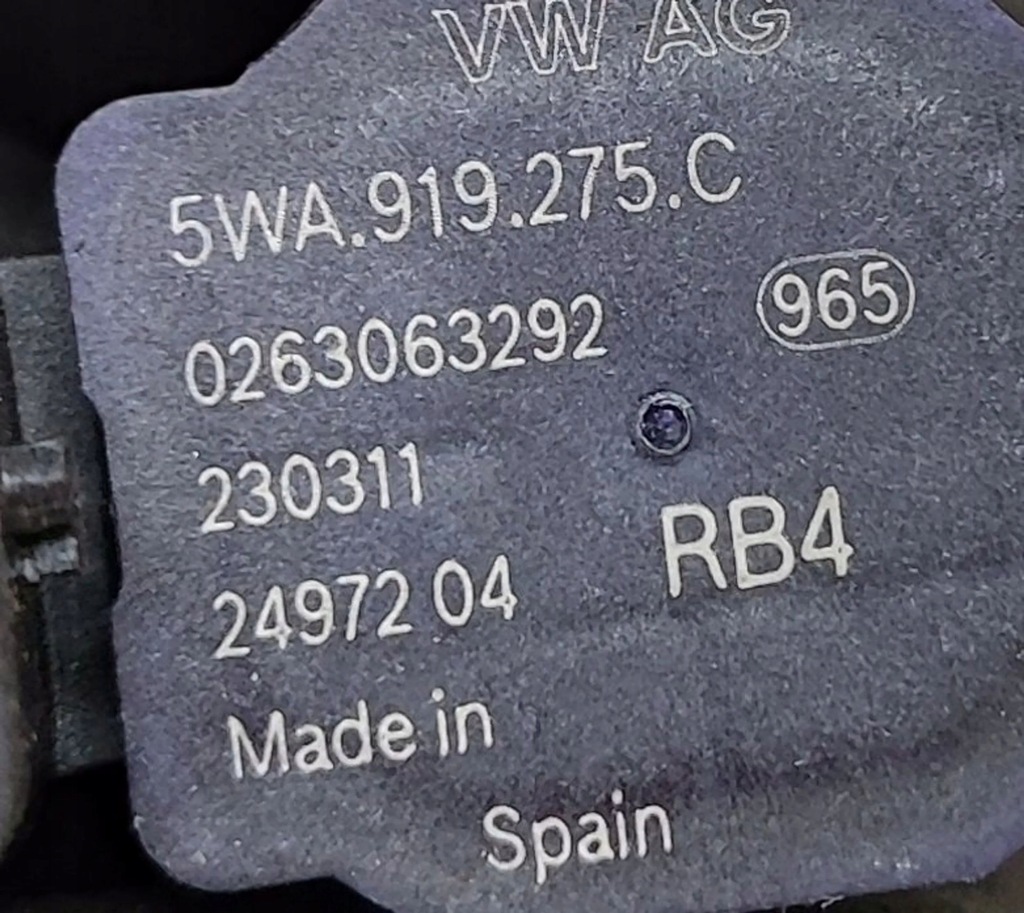 VW AG
5WA.919.275.C
0263063292 965
230311
24972 04 RB4
Made in
Spain